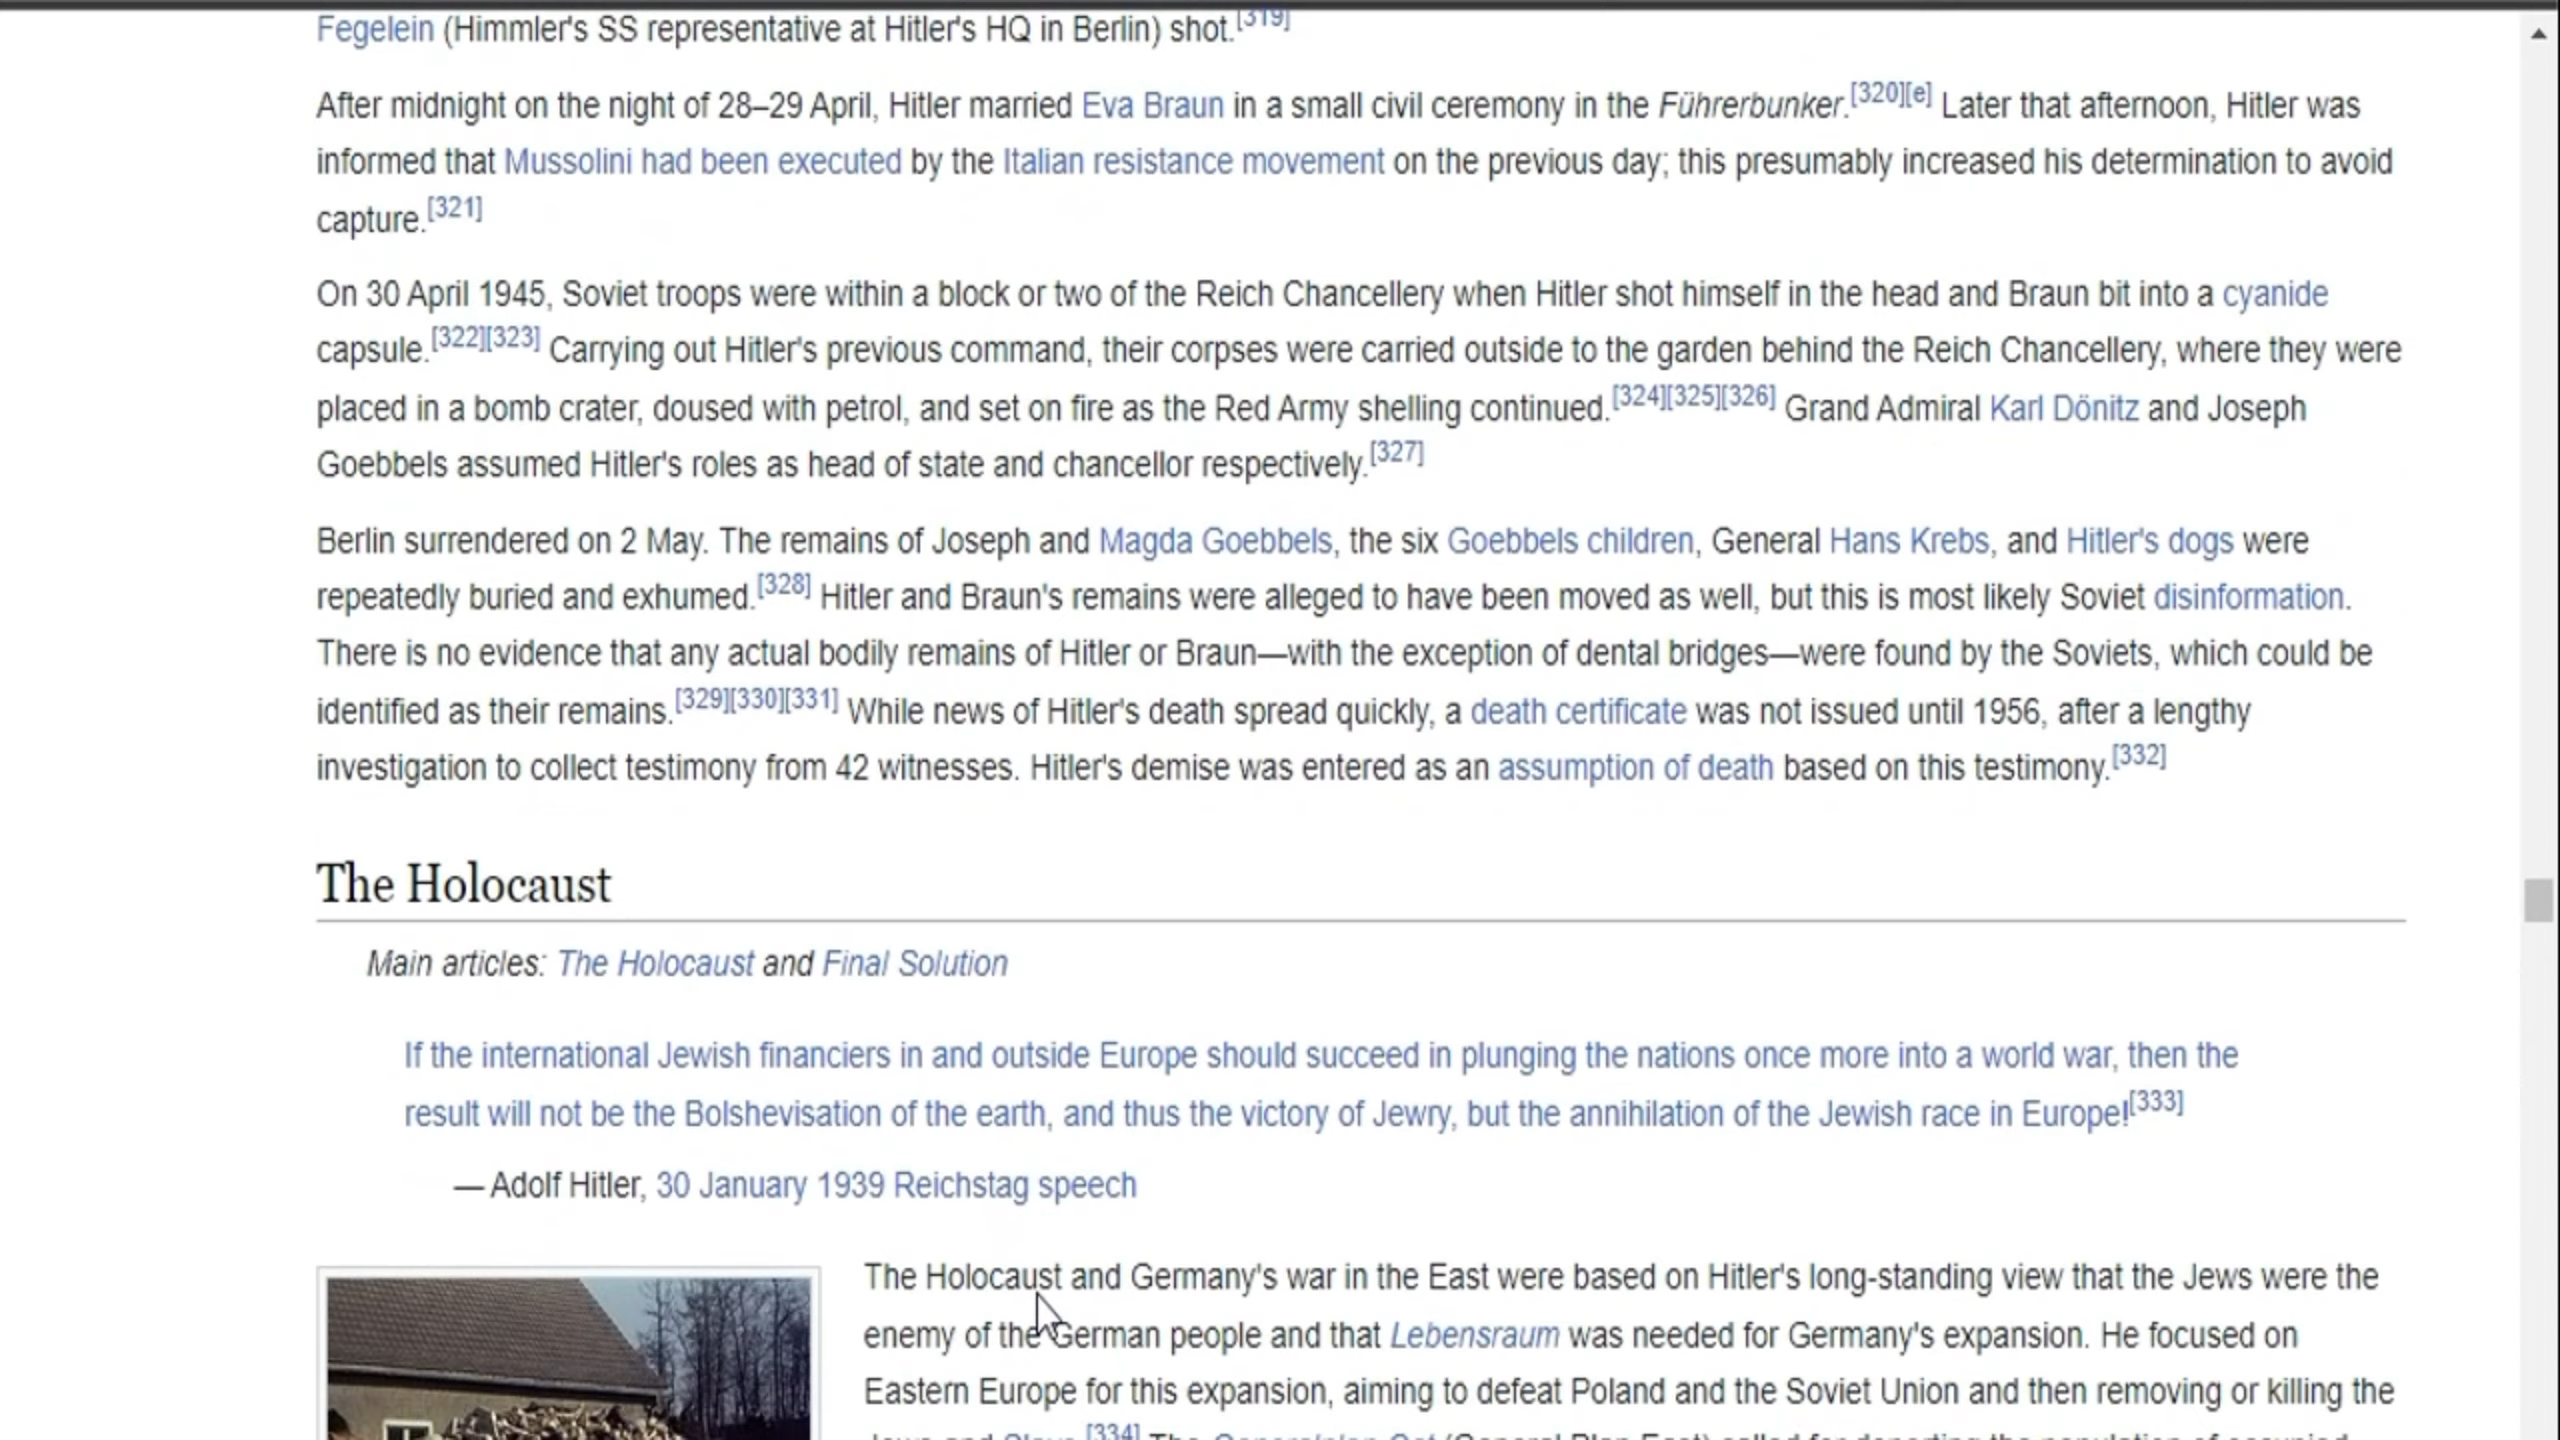 Fegelein (Himmler's SS representative at Hitler's HQ in Berlin) shot.[319]
After midnight on the night of 28–29 April, Hitler married Eva Braun in a small civil ceremony in the Führerbunker.[320][e] Later that afternoon, Hitler was
informed that Mussolini had been executed by the Italian resistance movement on the previous day; this presumably increased his determination to avoid
capture.[321]
On 30 April 1945, Soviet troops were within a block or two of the Reich Chancellery when Hitler shot himself in the head and Braun bit into a cyanide
capsule.[322][323] Carrying out Hitler's previous command, their corpses were carried outside to the garden behind the Reich Chancellery, where they were
placed in a bomb crater, doused with petrol, and set on fire as the Red Army shelling continued.[324][325][326] Grand Admiral Karl Dönitz and Joseph
Goebbels assumed Hitler's roles as head of state and chancellor respectively.[327]
Berlin surrendered on 2 May. The remains of Joseph and Magda Goebbels, the six Goebbels children, General Hans Krebs, and Hitler's dogs were
repeatedly buried and exhumed.[328] Hitler and Braun's remains were alleged to have been moved as well, but this is most likely Soviet disinformation.
There is no evidence that any actual bodily remains of Hitler or Braun—with the exception of dental bridges—were found by the Soviets, which could be
identified as their remains.[329][330][331] While news of Hitler's death spread quickly, a death certificate was not issued until 1956, after a lengthy
investigation to collect testimony from 42 witnesses. Hitler's demise was entered as an assumption of death based on this testimony.[332]
The Holocaust
Main articles: The Holocaust and Final Solution
If the international Jewish financiers in and outside Europe should succeed in plunging the nations once more into a world war, then the
result will not be the Bolshevisation of the earth, and thus the victory of Jewry, but the annihilation of the Jewish race in Europe![333]
— Adolf Hitler, 30 January 1939 Reichstag speech
The Holocaust and Germany's war in the East were based on Hitler's long-standing view that the Jews were the
enemy of the German people and that Lebensraum was needed for Germany's expansion. He focused on
Eastern Europe for this expansion, aiming to defeat Poland and the Soviet Union and then removing or killing the
Jews and Slavs.[334] The Generalplan Ost (General Plan East) called for deporting the population of occupied